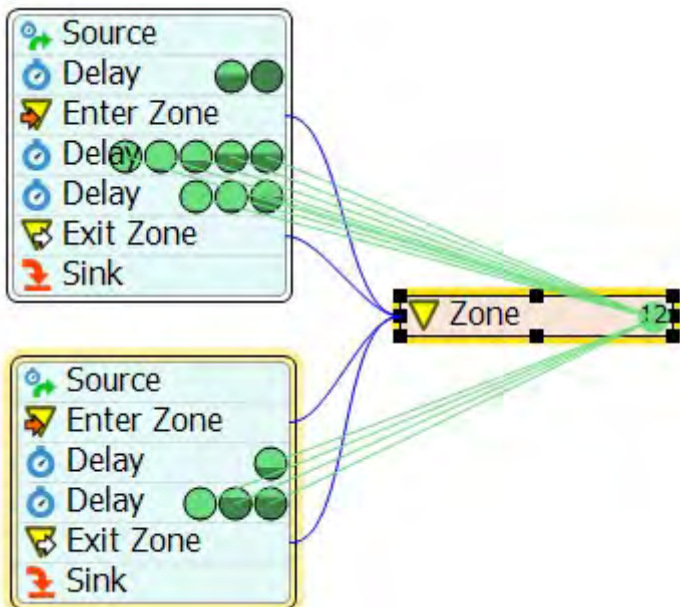 Source
Delay
Enter Zone
Delay
Delay
Exit Zone
Sink
Zone 12
Source
Enter Zone
Delay
Delay
Exit Zone
Sink